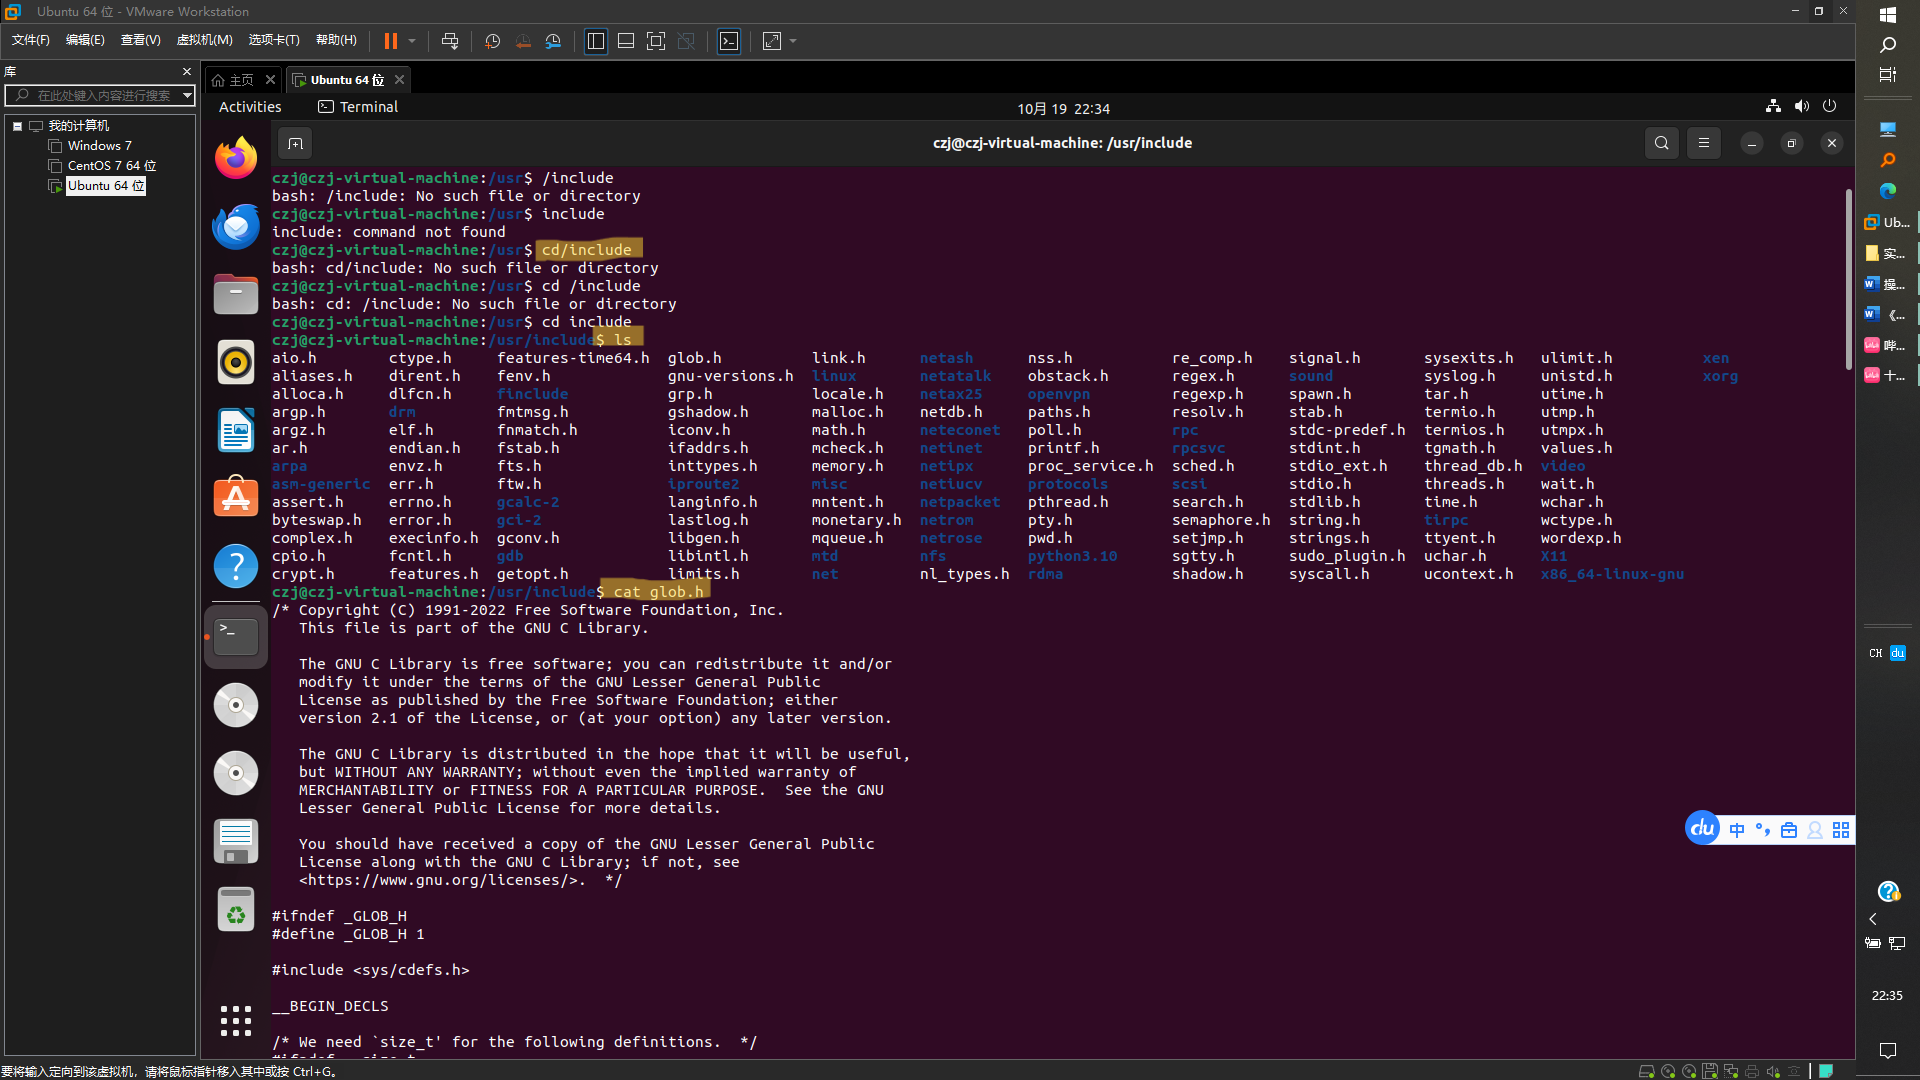 Ubuntu 64 位 - VMware Workstation
文件(F) 编辑(E) 查看(V) 虚拟机(M) 选项卡(T) 帮助(H)
库
在此处键入内容进行搜索
我的计算机
Windows 7
CentOS 7 64 位
Ubuntu 64 位
主页 Ubuntu 64 位
Activities Terminal 10月 19 22:34
czj@czj-virtual-machine: /usr/include
czj@czj-virtual-machine:/usr$ /include
bash: /include: No such file or directory
czj@czj-virtual-machine:/usr$ include
include: command not found
czj@czj-virtual-machine:/usr$ cd/include
bash: cd/include: No such file or directory
czj@czj-virtual-machine:/usr$ cd /include
bash: cd: /include: No such file or directory
czj@czj-virtual-machine:/usr$ cd include
czj@czj-virtual-machine:/usr/include$ ls
aio.h ctype.h features-time64.h glob.h link.h netash nss.h re_comp.h signal.h sysexits.h ulimit.h xen
aliases.h dirent.h fenv.h gnu-versions.h linux netatalk obstack.h regex.h sound syslog.h unistd.h xorg
alloca.h dlfcn.h finclude grp.h locale.h netax25 openvpn regexp.h spawn.h tar.h utime.h
argp.h drm fmtmsg.h gshadow.h malloc.h netdb.h paths.h resolv.h stab.h termio.h utmp.h
argz.h elf.h fnmatch.h iconv.h math.h neteconet poll.h rpc stdc-predef.h termios.h utmpx.h
ar.h endian.h fstab.h ifaddrs.h mcheck.h netinet printf.h rpcsvc stdint.h tgmath.h values.h
arpa envz.h fts.h inttypes.h memory.h netipx proc_service.h sched.h stdio_ext.h thread_db.h video
asm-generic err.h ftw.h iproute2 misc netiucv protocols scsi stdio.h threads.h wait.h
assert.h errno.h gcalc-2 langinfo.h mntent.h netpacket pthread.h search.h stdlib.h time.h wchar.h
byteswap.h error.h gci-2 lastlog.h monetary.h netrom pty.h semaphore.h string.h tirpc wctype.h
complex.h execinfo.h gconv.h libgen.h mqueue.h netrose pwd.h setjmp.h strings.h ttyent.h wordexp.h
cpio.h fcntl.h gdb libintl.h mtd nfs python3.10 sgtty.h sudo_plugin.h uchar.h X11
crypt.h features.h getopt.h limits.h net nl_types.h rdma shadow.h syscall.h ucontext.h x86_64-linux-gnu
czj@czj-virtual-machine:/usr/include$ cat glob.h
/* Copyright (C) 1991-2022 Free Software Foundation, Inc.
This file is part of the GNU C Library.
The GNU C Library is free software; you can redistribute it and/or
modify it under the terms of the GNU Lesser General Public
License as published by the Free Software Foundation; either
version 2.1 of the License, or (at your option) any later version.
The GNU C Library is distributed in the hope that it will be useful,
but WITHOUT ANY WARRANTY; without even the implied warranty of
MERCHANTABILITY or FITNESS FOR A PARTICULAR PURPOSE. See the GNU
Lesser General Public License for more details.
You should have received a copy of the GNU Lesser General Public
License along with the GNU C Library; if not, see
<https://www.gnu.org/licenses/>. */
#ifndef _GLOB_H
#define _GLOB_H 1
#include <sys/cdefs.h>
__BEGIN_DECLS
/* We need `size_t' for the following definitions. */
要将输入定向到该虚拟机，请将鼠标指针移入其中或按 Ctrl+G。
du 中
Ub...
实...
操...
《...
哔...
十...
CH du
22:35